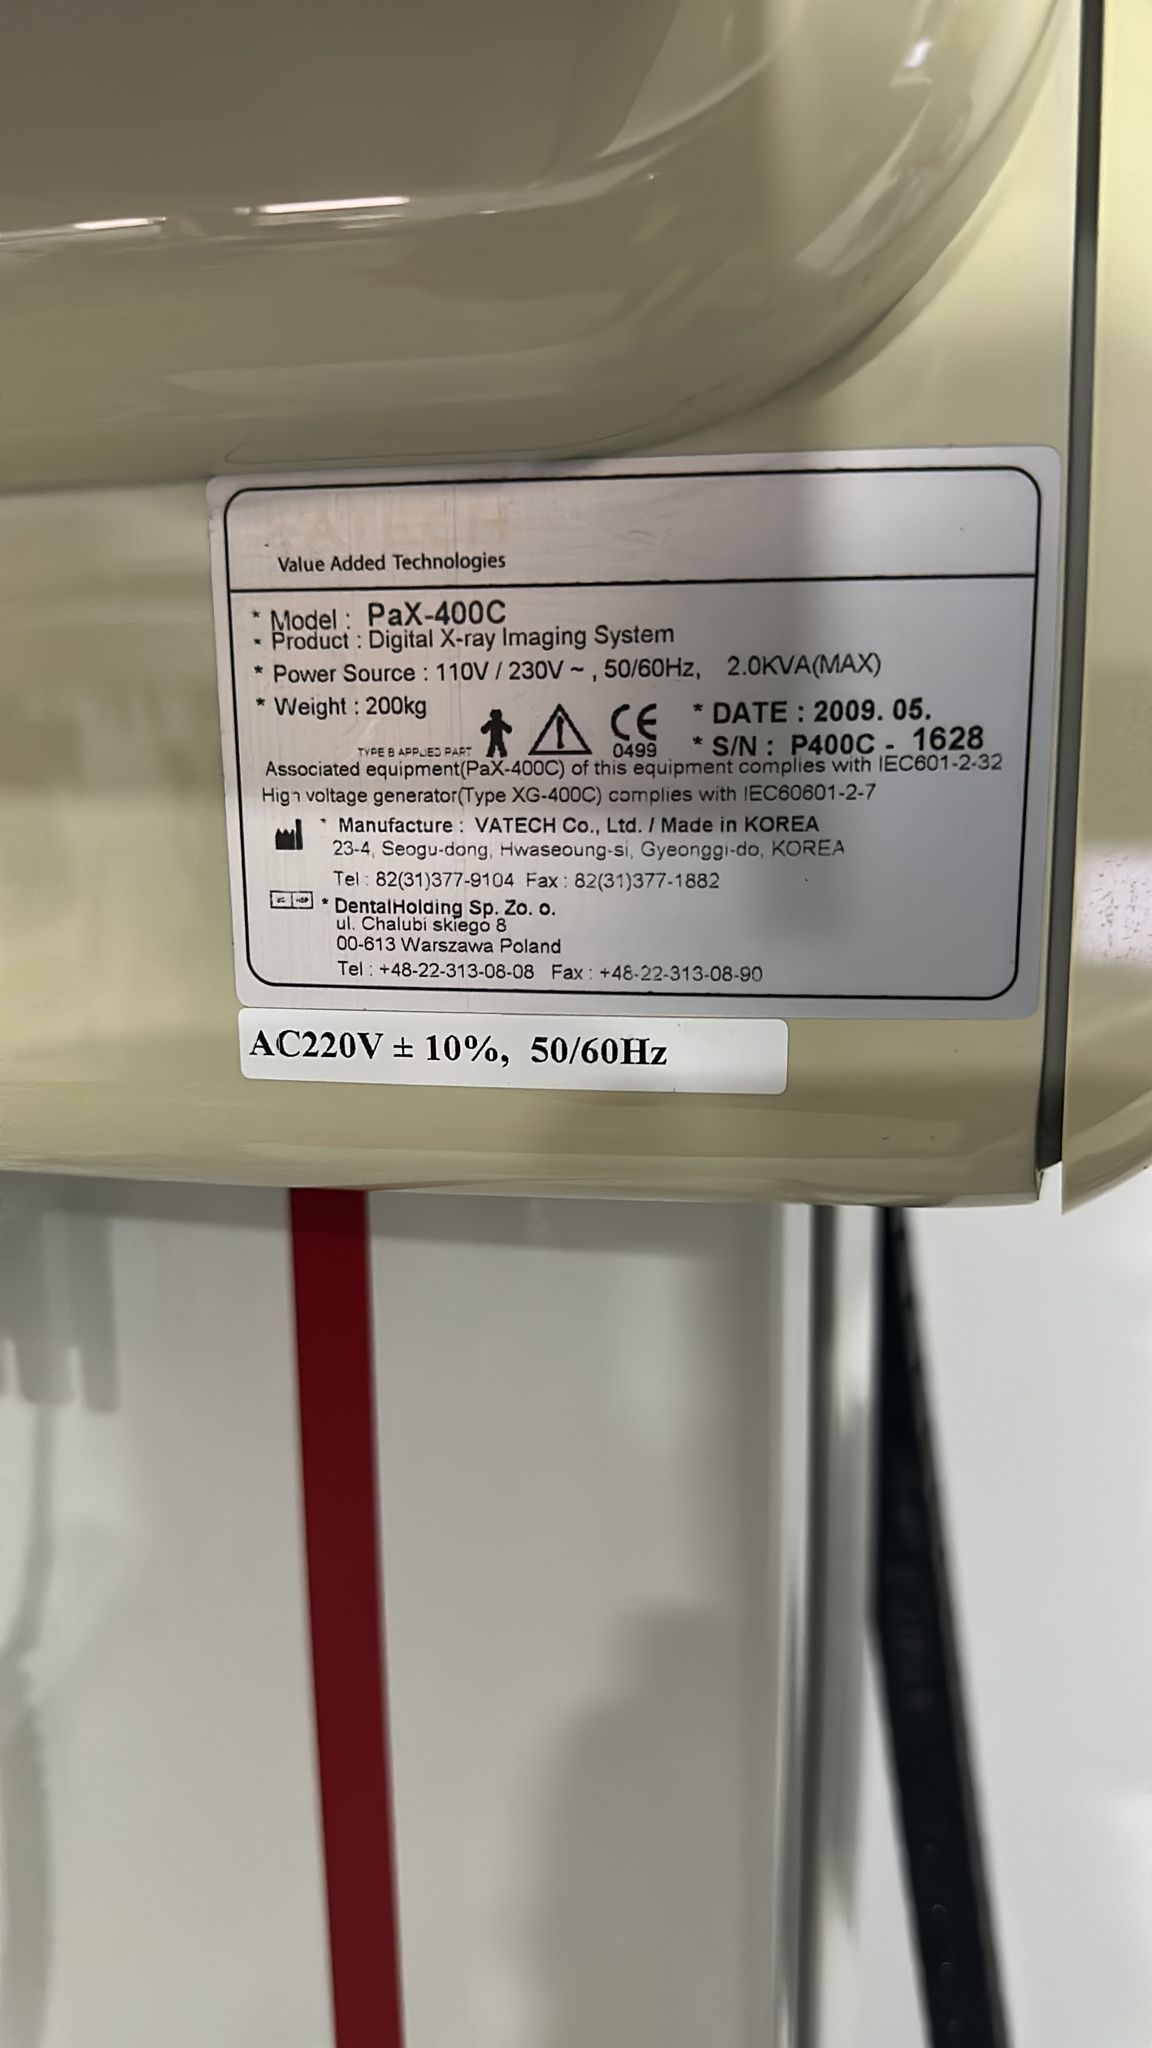 Value Added Technologies
* Model : PaX-400C
* Product : Digital X-ray Imaging System
* Power Source : 110V / 230V ~ , 50/60Hz, 2.0KVA(MAX)
* Weight : 200kg
TYPE B APPLIED PART
CE 0499
* DATE : 2009. 05.
* S/N : P400C - 1628
Associated equipment(PaX-400C) of this equipment complies with IEC601-2-32
High voltage generator(Type XG-400C) complies with IEC60601-2-7
* Manufacture : VATECH Co., Ltd. / Made in KOREA
23-4, Seogu-dong, Hwaseoung-si, Gyeonggi-do, KOREA
Tel : 82(31)377-9104 Fax : 82(31)377-1882
* DentalHolding Sp. Zo. o.
ul. Chalubi skiego 8
00-613 Warszawa Poland
Tel : +48-22-313-08-08 Fax : +48-22-313-08-90
AC220V ± 10%, 50/60Hz